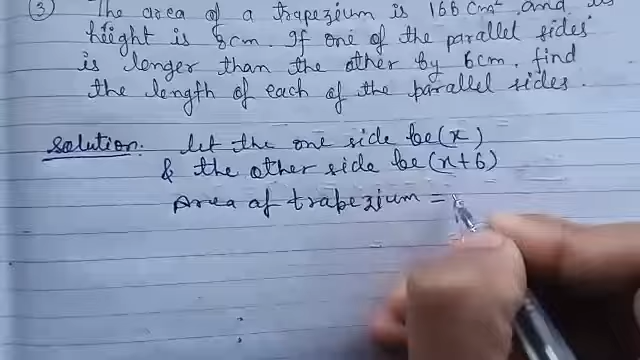 ③ The area of a trapezium is 168 cm² and its
height is 8cm. If one of the parallel sides
is longer than the other by 6cm, find
the length of each of the parallel sides.
Solution. let the one side be (x)
& the other side be (x+6)
Area of trapezium =